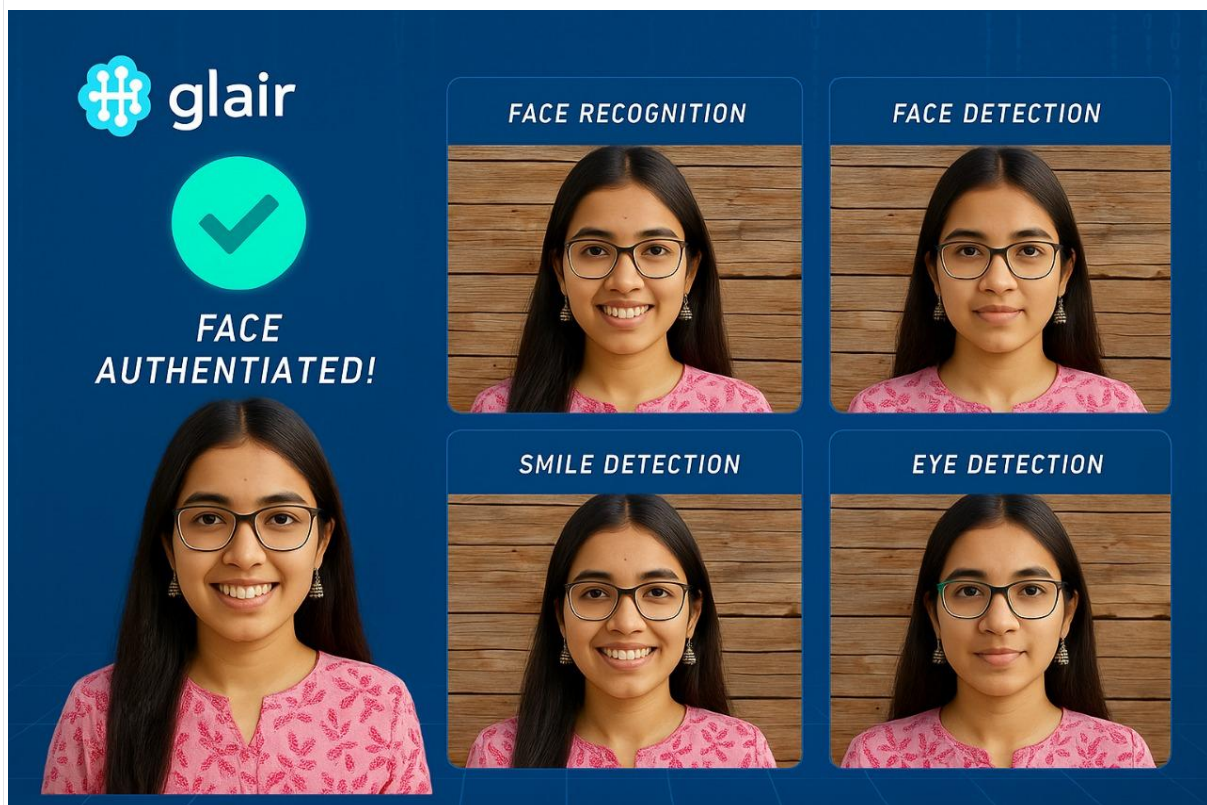 glair
FACE
AUTHENTIATED!
FACE RECOGNITION
FACE DETECTION
SMILE DETECTION
EYE DETECTION